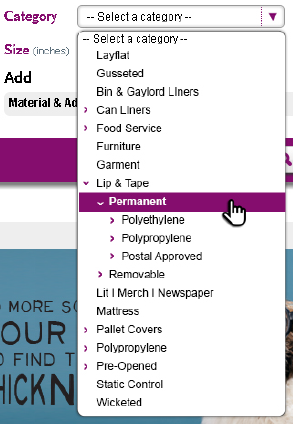 Category
-- Select a category --
-- Select a category --
Layflat
Size (inches)
Gusseted
Bin & Gaylord Liners
Add
Material & Ad
Can Liners
Food Service
Furniture
Garment
Lip & Tape
Permanent
Polyethylene
Polypropylene
Postal Approved
Removable
Lit | Merch | Newspaper
MORE SO
Mattress
OUR
Pallet Covers
FIND T
Polypropylene
HICKN
Pre-Opened
Static Control
Wicketed